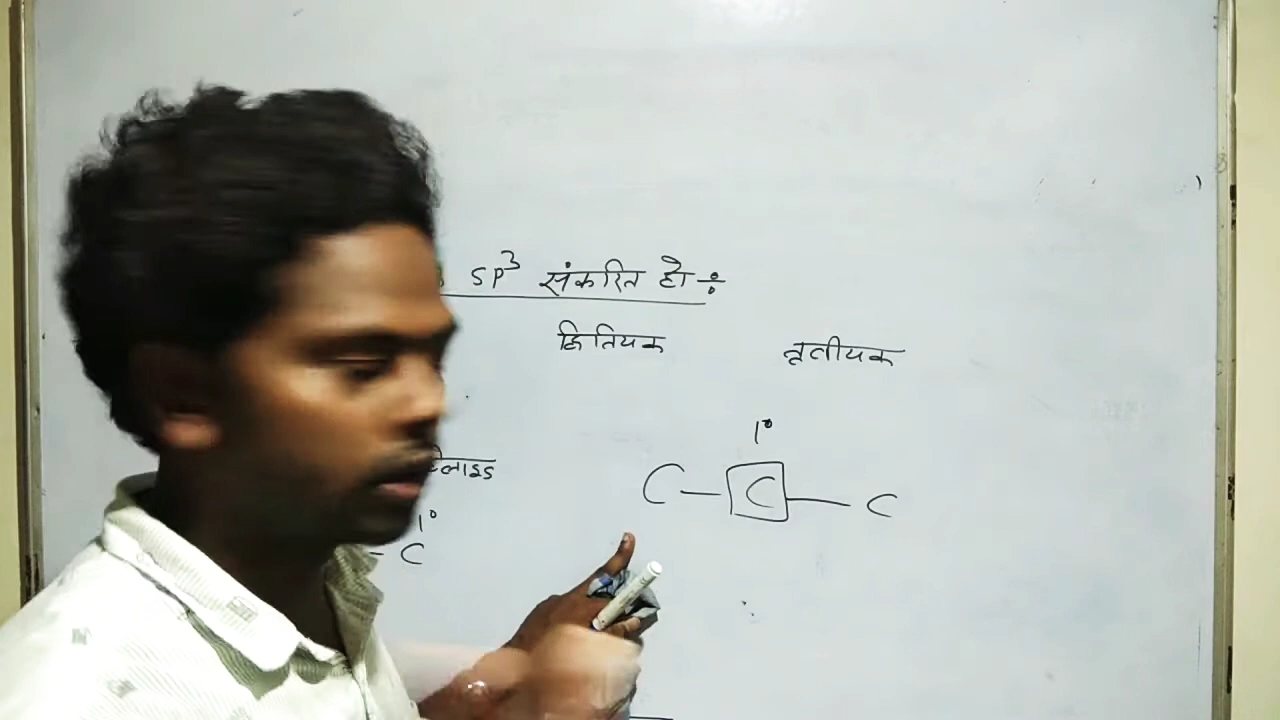 SP³ संकरित हो ÷
द्वितियक तृतीयक
1°
C — C — C
1°
— C